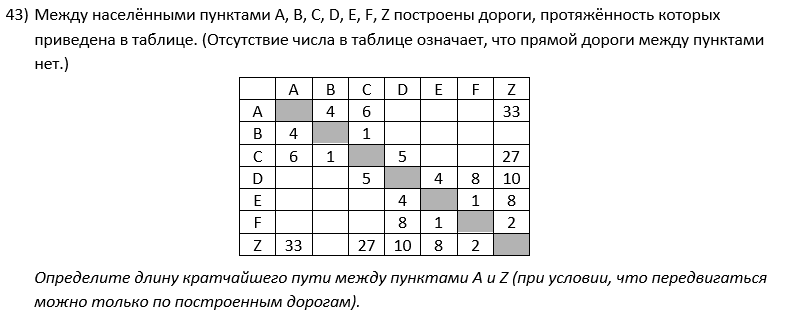 43) Между населёнными пунктами A, B, C, D, E, F, Z построены дороги, протяжённость которых
приведена в таблице. (Отсутствие числа в таблице означает, что прямой дороги между пунктами
нет.)
A B C D E F Z
A 4 6 33
B 4 1
C 6 1 5 27
D 5 4 8 10
E 4 1 8
F 8 1 2
Z 33 27 10 8 2
Определите длину кратчайшего пути между пунктами A и Z (при условии, что передвигаться
можно только по построенным дорогам).